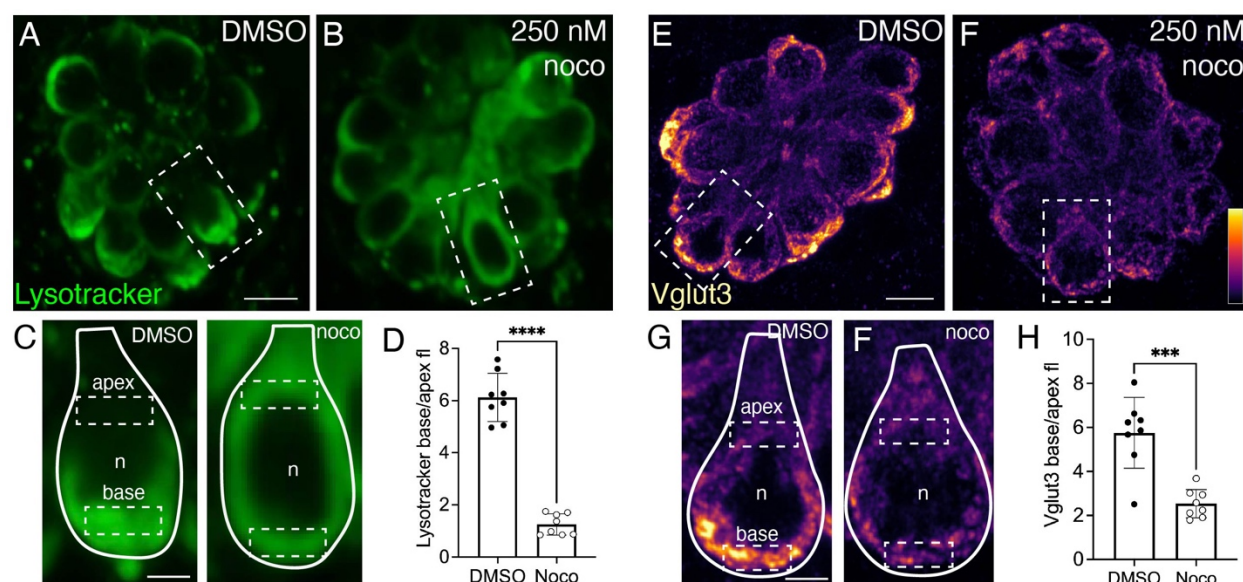 A
DMSO
B
250 nM
noco
Lysotracker
E
DMSO
F
250 nM
noco
Vglut3
C
DMSO
apex
n
base
noco
n
D
Lysotracker base/apex fl
8
6
4
2
0
****
DMSO
Noco
G
DMSO
apex
n
base
F
noco
n
H
Vglut3 base/apex fl
10
8
6
4
2
0
***
DMSO
Noco